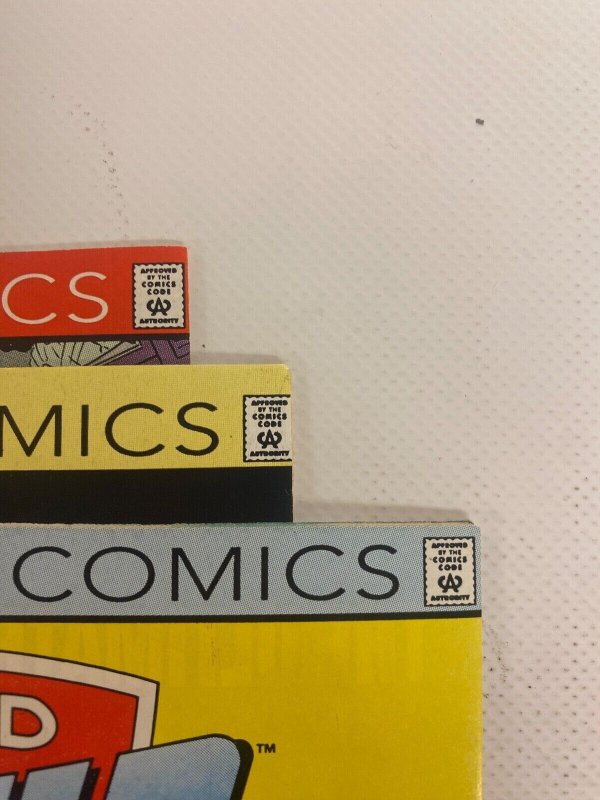 CS
APPROVED
BY THE
COMICS
CODE
CA
AUTHORITY
MICS
APPROVED
BY THE
COMICS
CODE
CA
AUTHORITY
COMICS
APPROVED
BY THE
COMICS
CODE
CA
AUTHORITY
D
TM